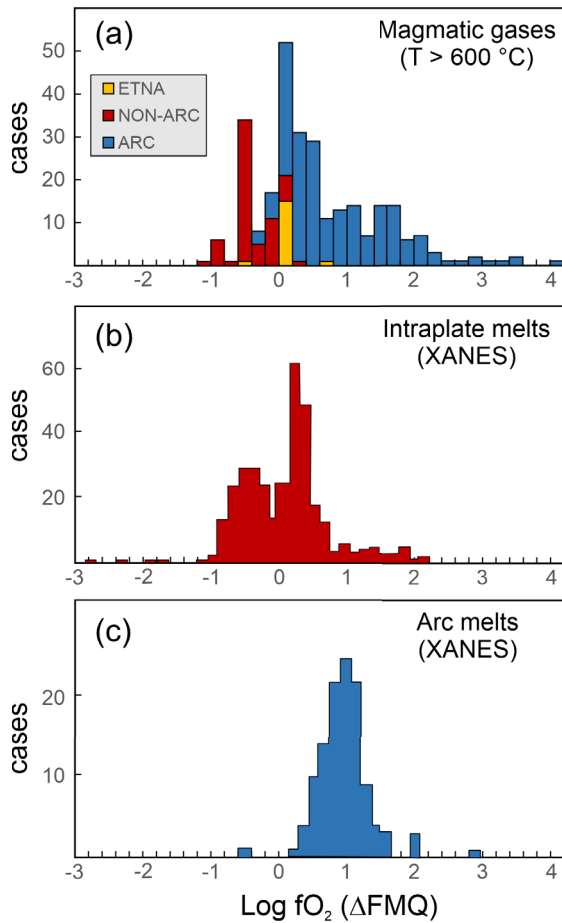 (a)
Magmatic gases
(T > 600 °C)
ETNA
NON-ARC
ARC
cases
50
40
30
20
10
-3 -2 -1 0 1 2 3 4
(b)
Intraplate melts
(XANES)
cases
60
40
20
-3 -2 -1 0 1 2 3 4
(c)
Arc melts
(XANES)
cases
20
10
-3 -2 -1 0 1 2 3 4
Log fO₂ (ΔFMQ)